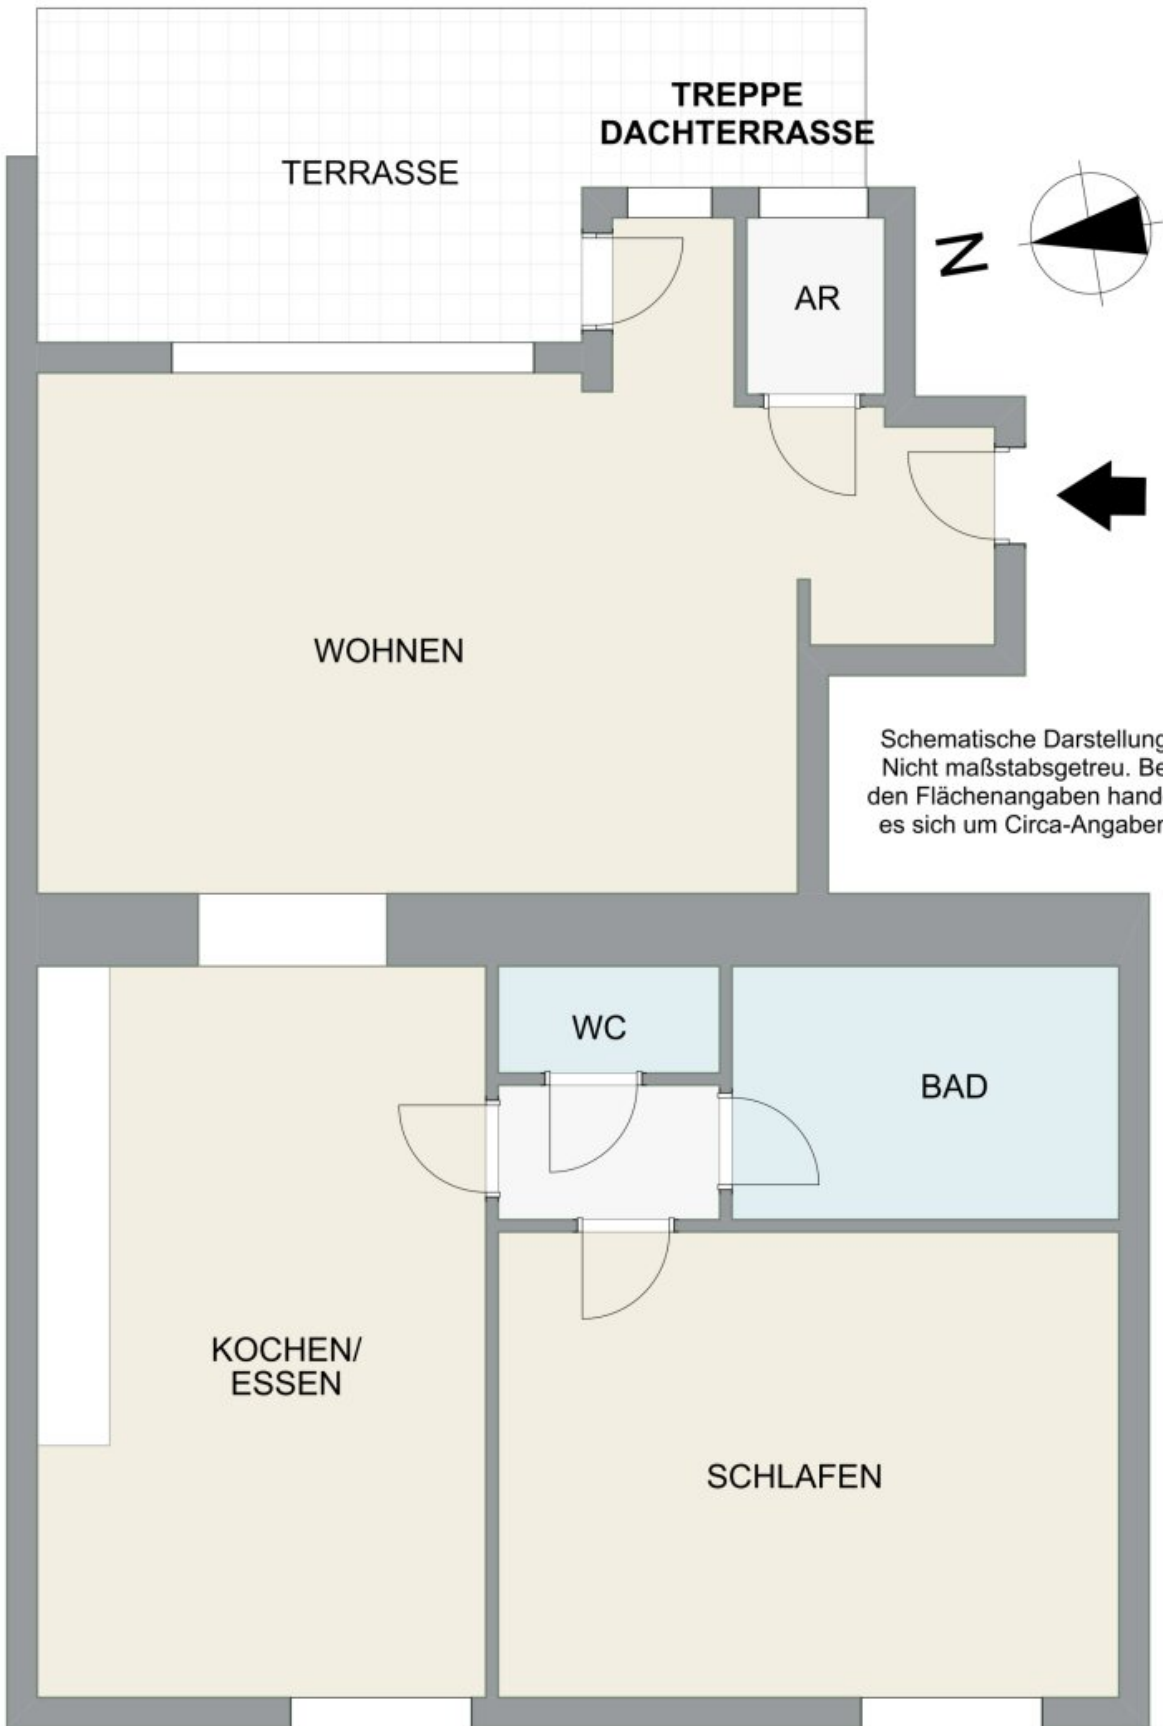 TREPPE
DACHTERRASSE
TERRASSE
N
AR
WOHNEN
Schematische Darstellung
Nicht maßstabsgetreu. Be
den Flächenangaben hand
es sich um Circa-Angaben
WC
BAD
KOCHEN/
ESSEN
SCHLAFEN